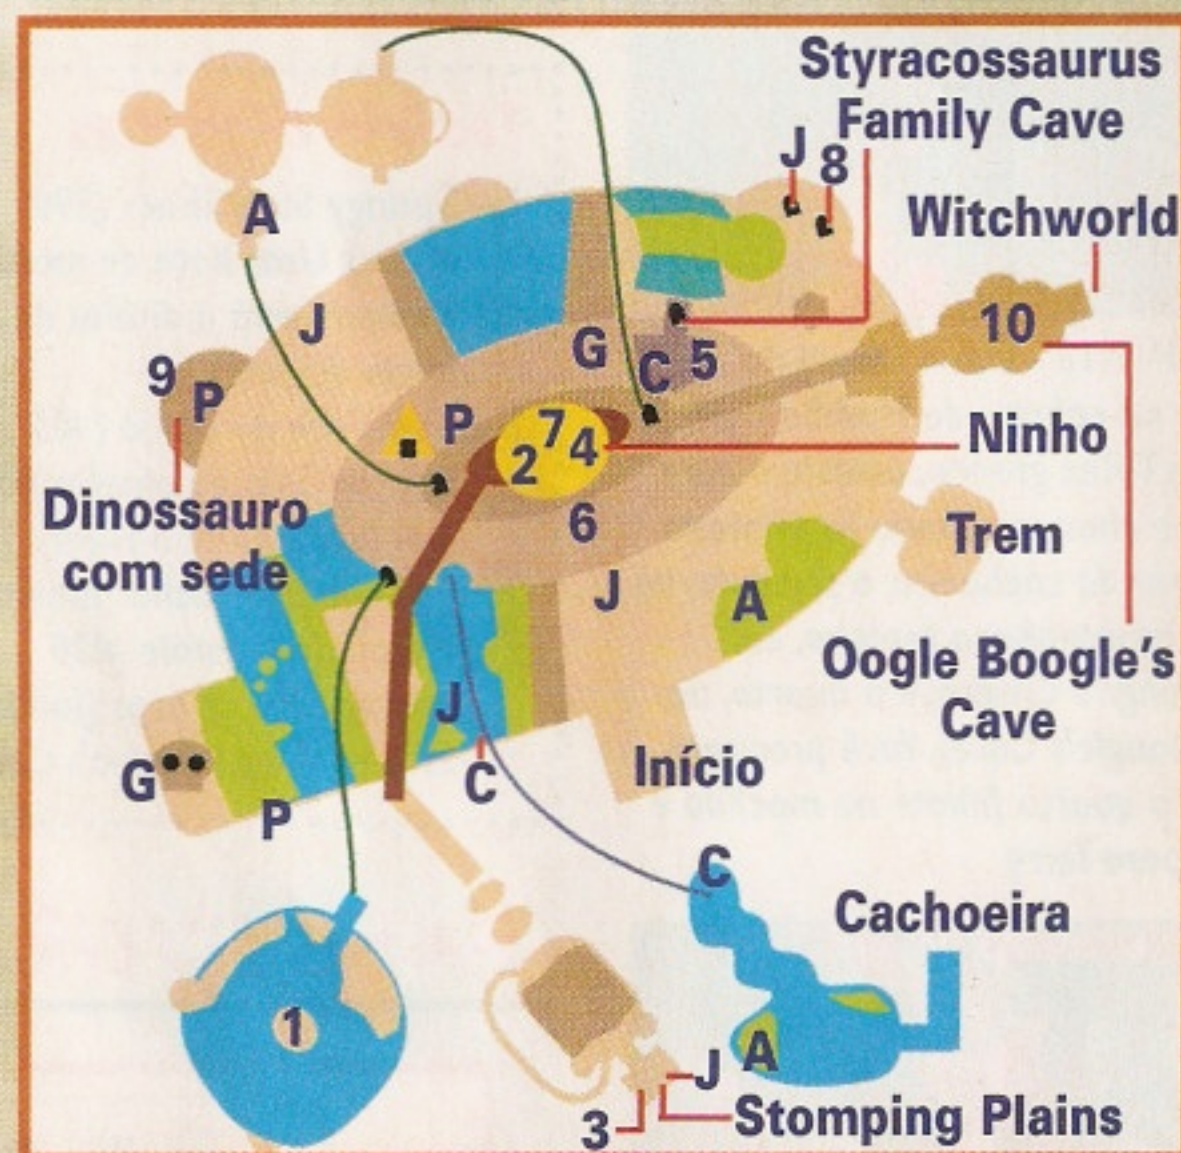 Styracossaurus
Family Cave
J 8
A
Witchworld
10
J
G
C 5
9
P
P
7
2 4
Ninho
Dinossauro
com sede
6
Trem
J
A
Oogle Boogle's
Cave
J
G
C
Início
P
C
Cachoeira
1
A
J
Stomping Plains
3